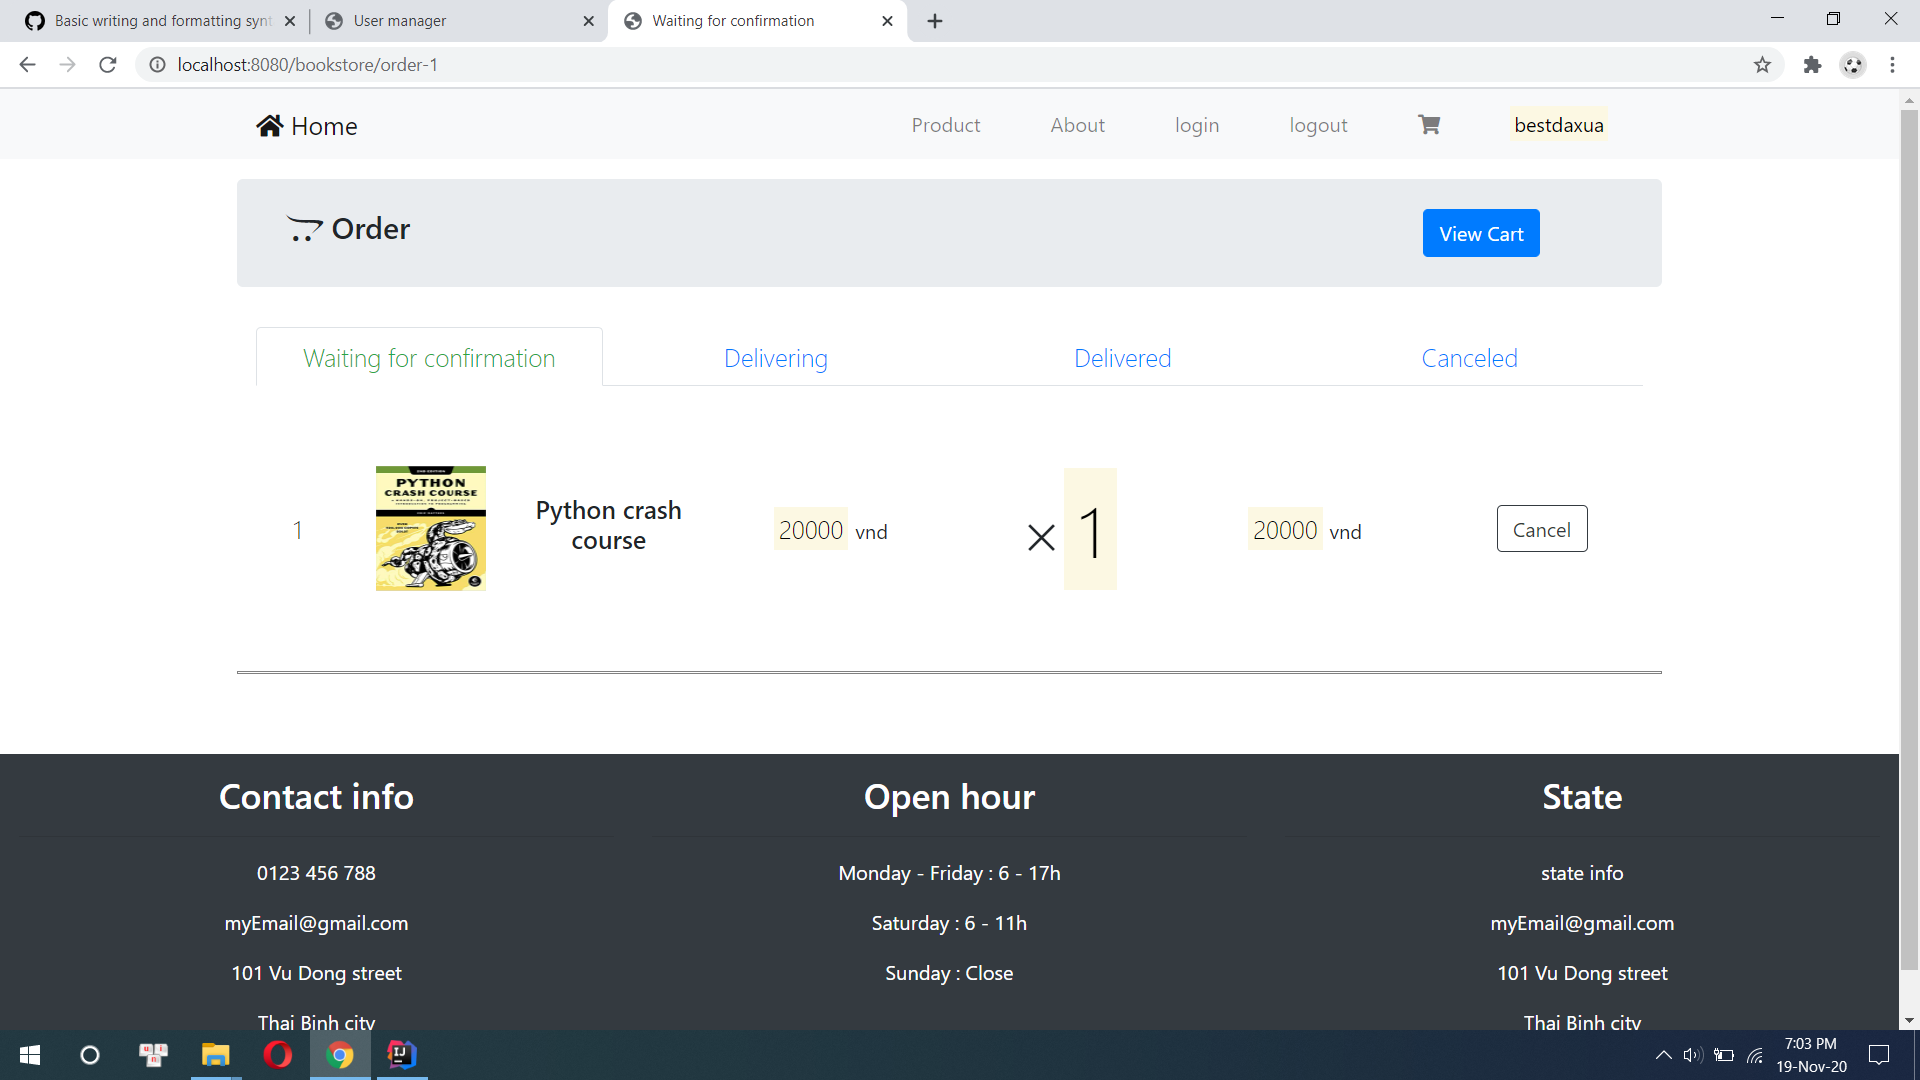 Basic writing and formatting synt
User manager
Waiting for confirmation
localhost:8080/bookstore/order-1
Home
Product
About
login
logout
bestdaxua
Order
View Cart
Waiting for confirmation
Delivering
Delivered
Canceled
1
PYTHON
CRASH COURSE
Python crash
course
20000 vnd
×1
20000 vnd
Cancel
Contact info
0123 456 788
myEmail@gmail.com
101 Vu Dong street
Thai Binh city
Open hour
Monday - Friday : 6 - 17h
Saturday : 6 - 11h
Sunday : Close
State
state info
myEmail@gmail.com
101 Vu Dong street
Thai Binh city
7:03 PM
19-Nov-20